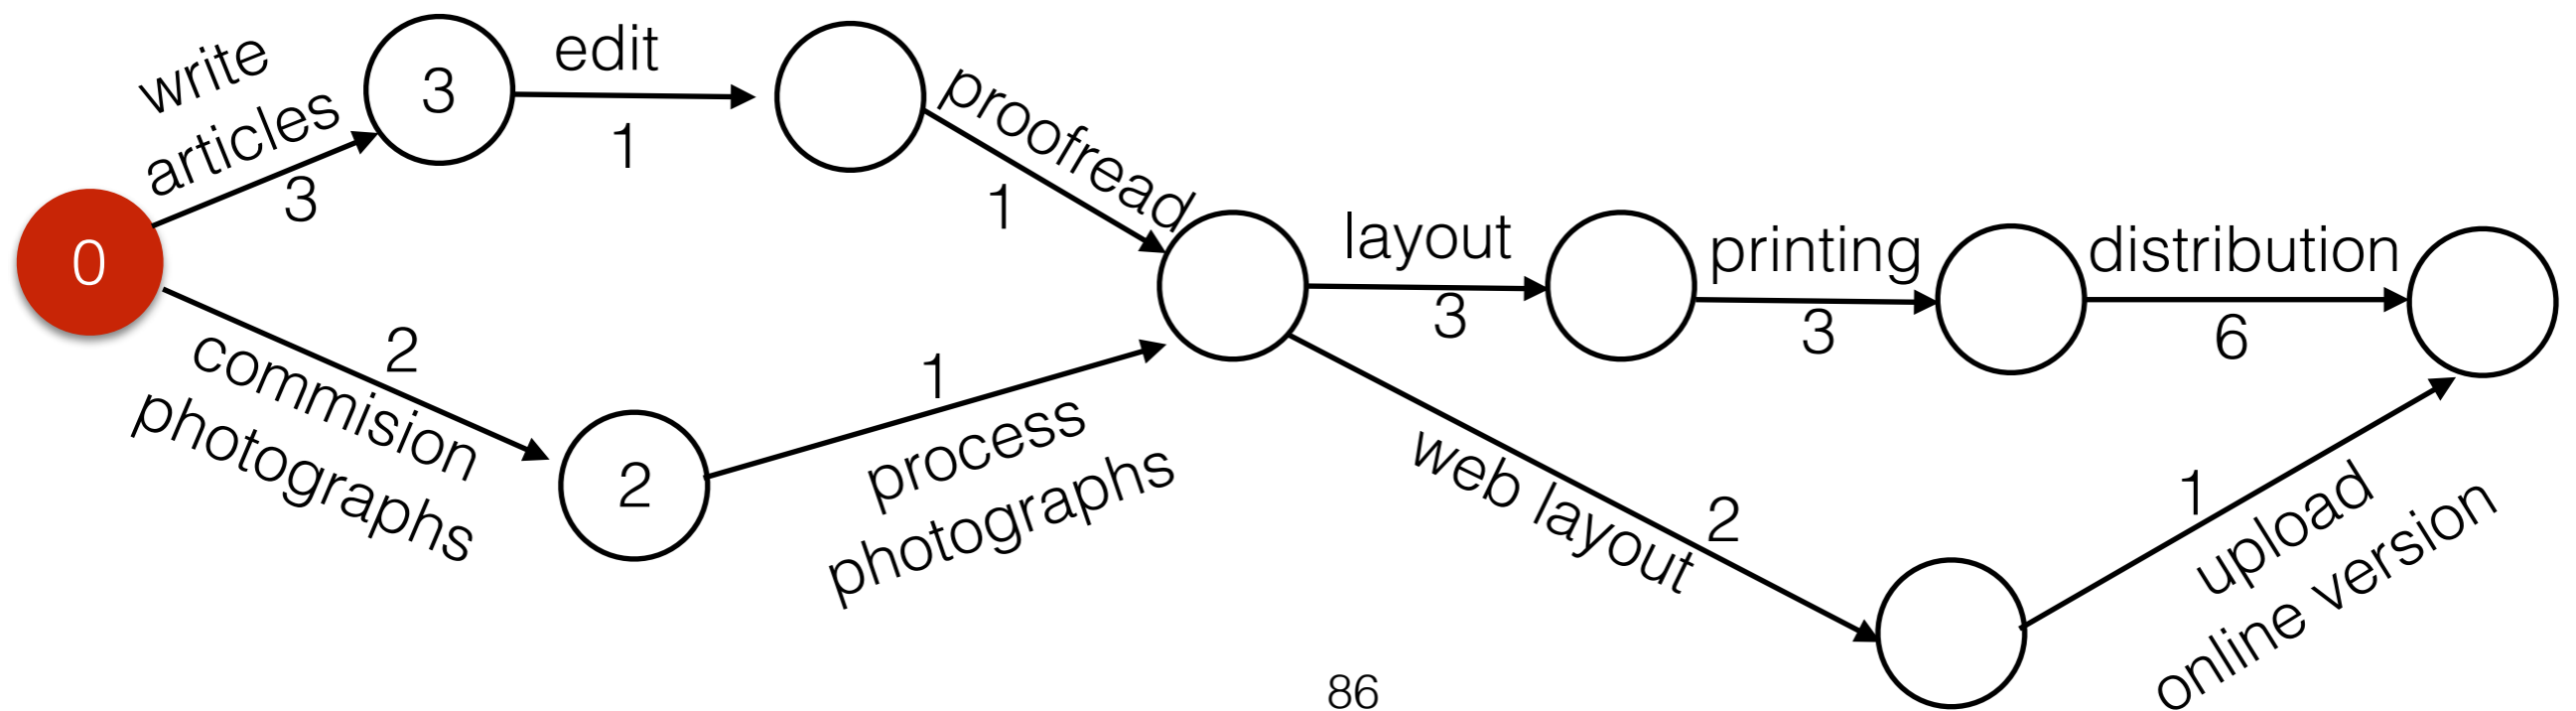 write
articles
3
3
edit
1
proofread
1
0
2
commision
photographs
2
1
process
photographs
layout
3
printing
3
distribution
6
web layout
2
1
upload
online version
86